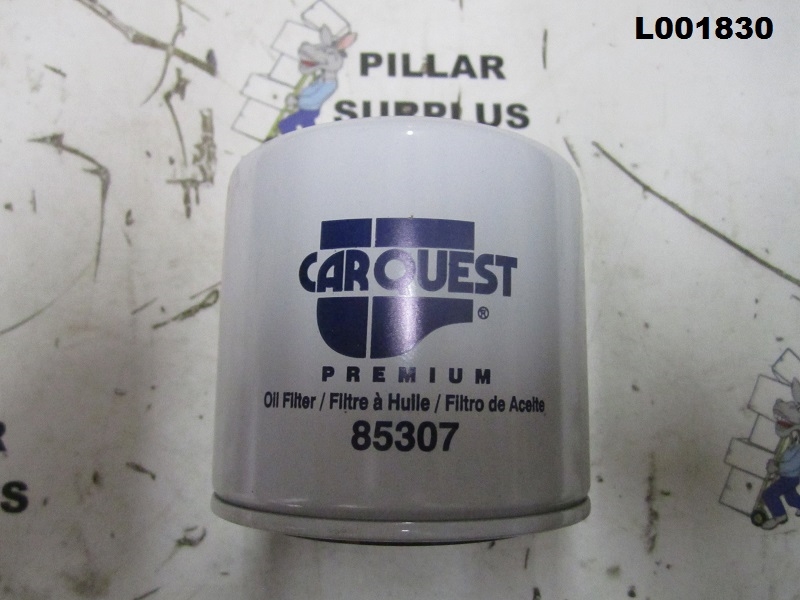 L001830
PILLAR
SURPLUS
CARQUEST
®
PREMIUM
Oil Filter / Filtre à Huile / Filtro de Aceite
85307
R
S